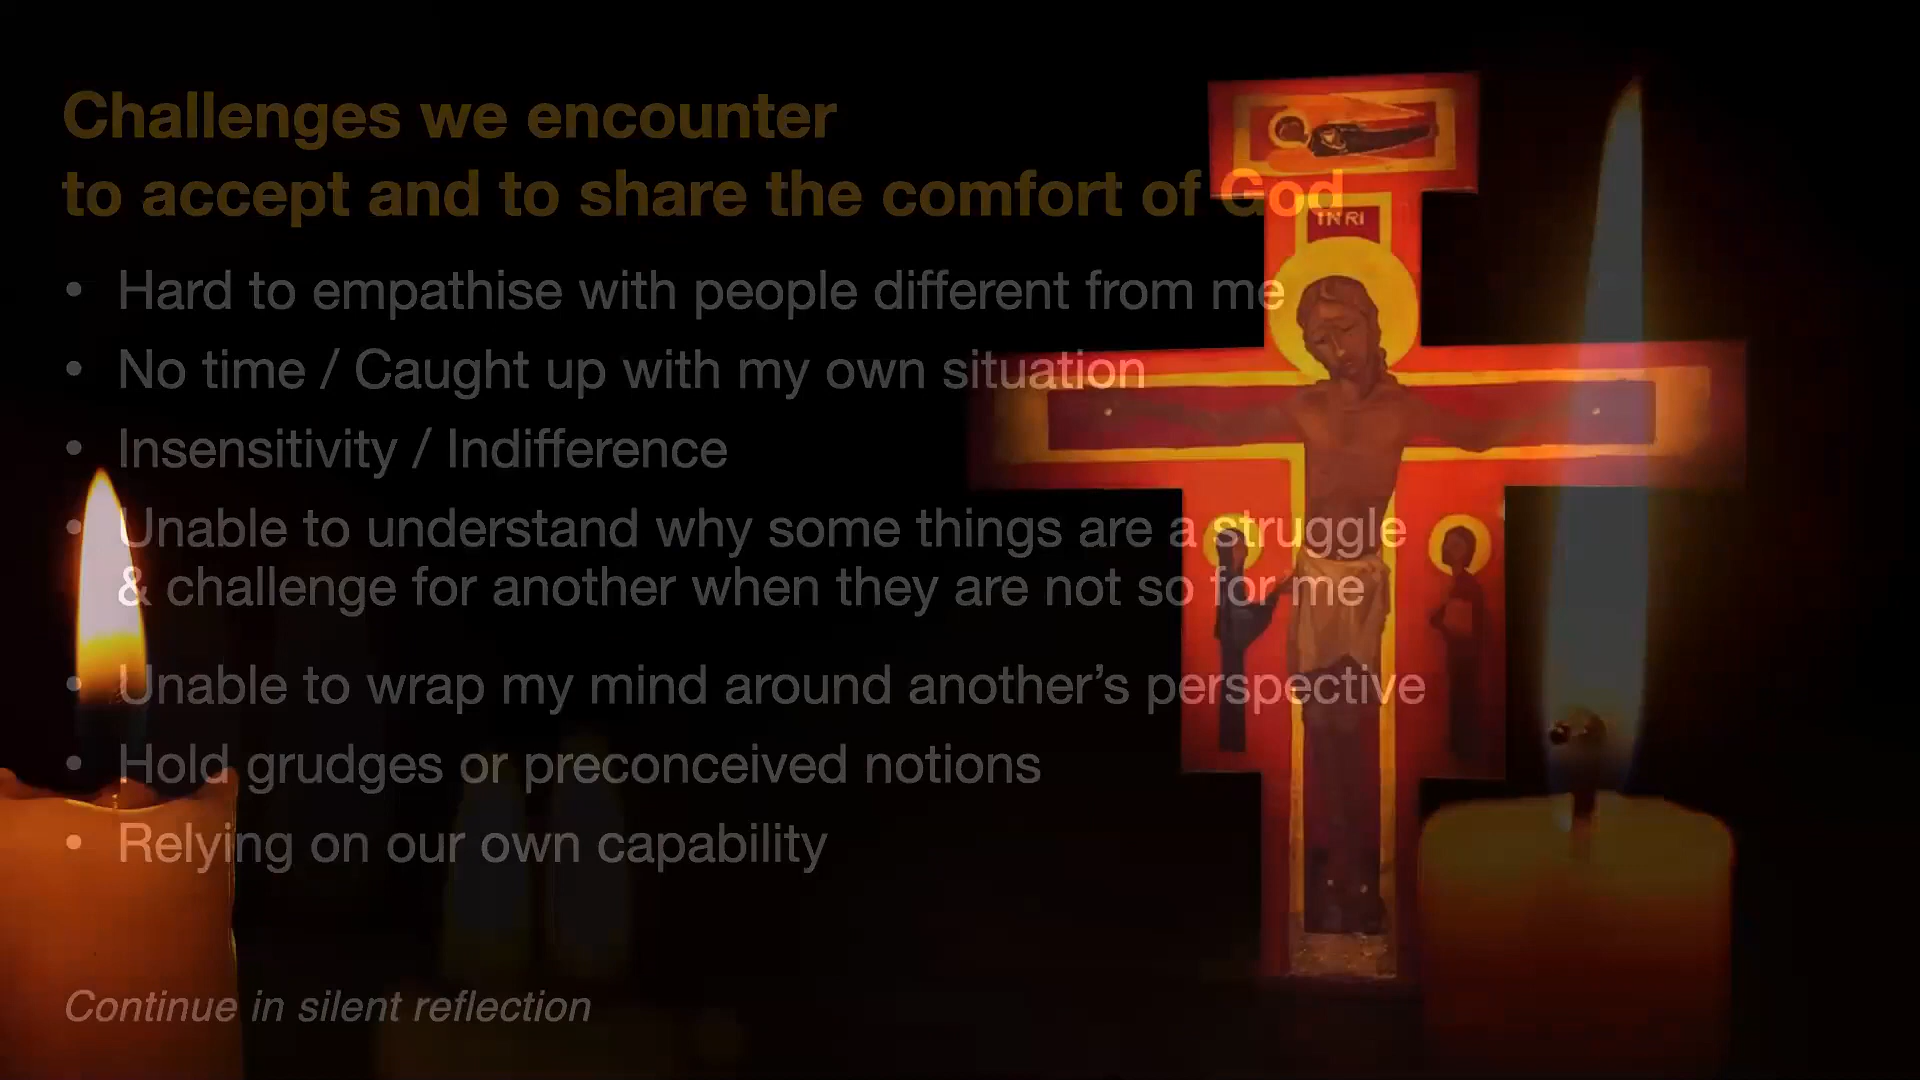 Challenges we encounter
to accept and to share the comfort of God
INRI
• Hard to empathise with people different from me
• No time / Caught up with my own situation
• Insensitivity / Indifference
• Unable to understand why some things are a struggle
& challenge for another when they are not so for me
• Unable to wrap my mind around another’s perspective
• Hold grudges or preconceived notions
• Relying on our own capability
Continue in silent reflection